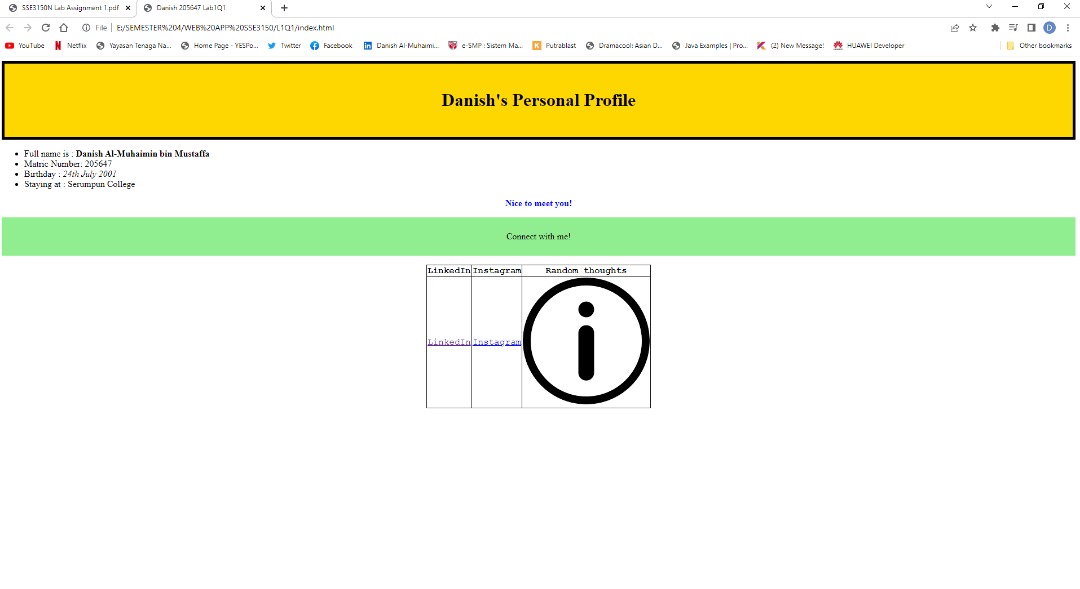 SSE3150N Lab Assignment 1.pdf
Danish 205647 Lab1Q1
File
E:/SEMESTER%204/WEB%20APP%20SSE3150/L1Q1/index.html
D
YouTube
Netflix
Yayasan Tenaga Na...
Home Page - YESPo...
Twitter
Facebook
Danish Al-Muhaimi...
e-SMP : Sistem Ma...
Putrablast
Dramacool: Asian D...
Java Examples | Pro...
(2) New Message!
HUAWEI Developer
Other bookmarks
Danish's Personal Profile
Full name is : Danish Al-Muhaimin bin Mustaffa
Matric Number: 205647
Birthday : 24th July 2001
Staying at : Serumpun College
Nice to meet you!
Connect with me!
LinkedIn Instagram Random thoughts
LinkedIn Instagram